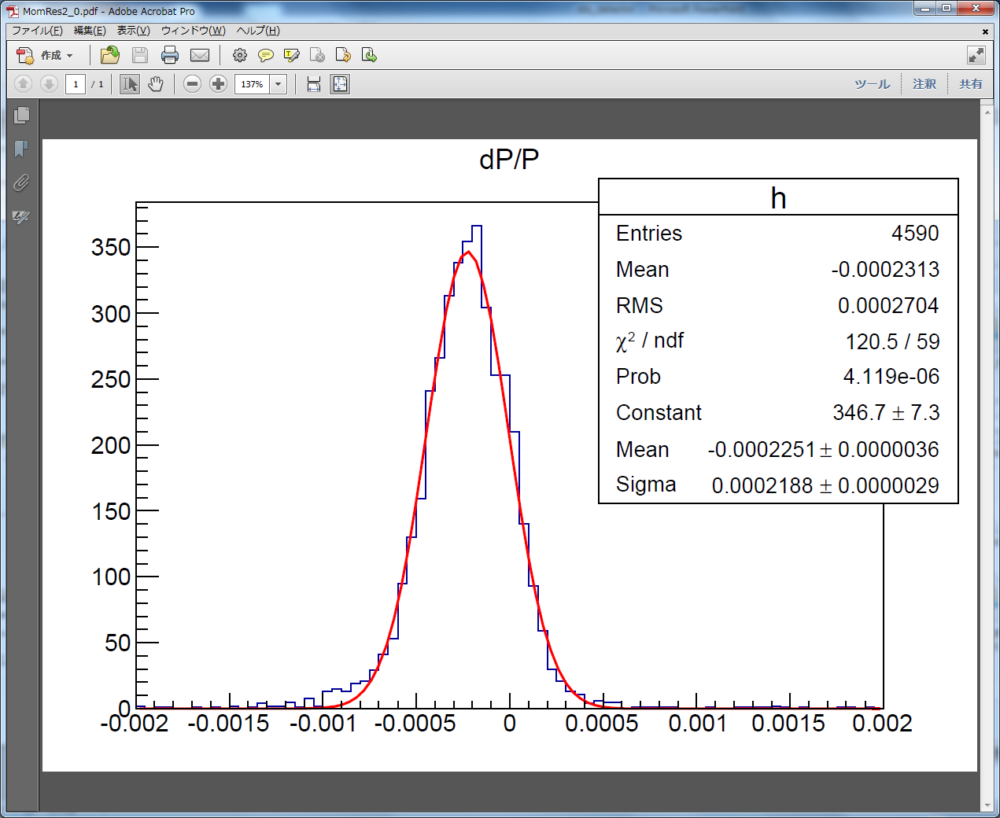 MomRes2_0.pdf - Adobe Acrobat Pro
ファイル(F) 編集(E) 表示(V) ウィンドウ(W) ヘルプ(H)
作成
1 / 1 137% ツール 注釈 共有
dP/P
h
Entries 4590
Mean -0.0002313
RMS 0.0002704
χ² / ndf 120.5 / 59
Prob 4.119e-06
Constant 346.7 ± 7.3
Mean -0.0002251 ± 0.0000036
Sigma 0.0002188 ± 0.0000029
350
300
250
200
150
100
50
0
-0.002 -0.0015 -0.001 -0.0005 0 0.0005 0.001 0.0015 0.002